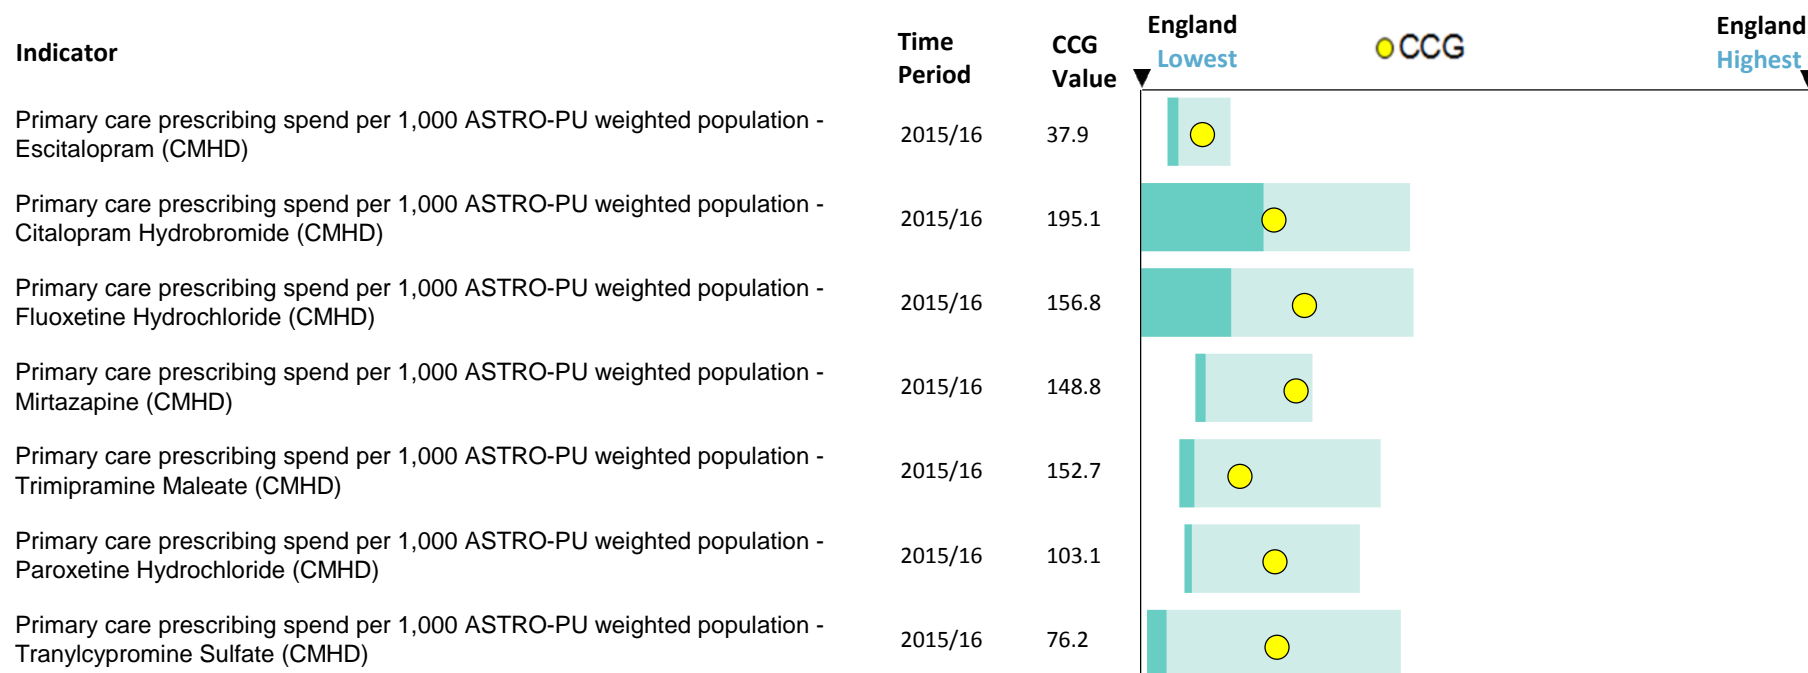 Indicator
Time
Period
CCG
Value
England
Lowest
CCG
England
Highest
Primary care prescribing spend per 1,000 ASTRO-PU weighted population -
Escitalopram (CMHD)
2015/16
37.9
Primary care prescribing spend per 1,000 ASTRO-PU weighted population -
Citalopram Hydrobromide (CMHD)
2015/16
195.1
Primary care prescribing spend per 1,000 ASTRO-PU weighted population -
Fluoxetine Hydrochloride (CMHD)
2015/16
156.8
Primary care prescribing spend per 1,000 ASTRO-PU weighted population -
Mirtazapine (CMHD)
2015/16
148.8
Primary care prescribing spend per 1,000 ASTRO-PU weighted population -
Trimipramine Maleate (CMHD)
2015/16
152.7
Primary care prescribing spend per 1,000 ASTRO-PU weighted population -
Paroxetine Hydrochloride (CMHD)
2015/16
103.1
Primary care prescribing spend per 1,000 ASTRO-PU weighted population -
Tranylcypromine Sulfate (CMHD)
2015/16
76.2